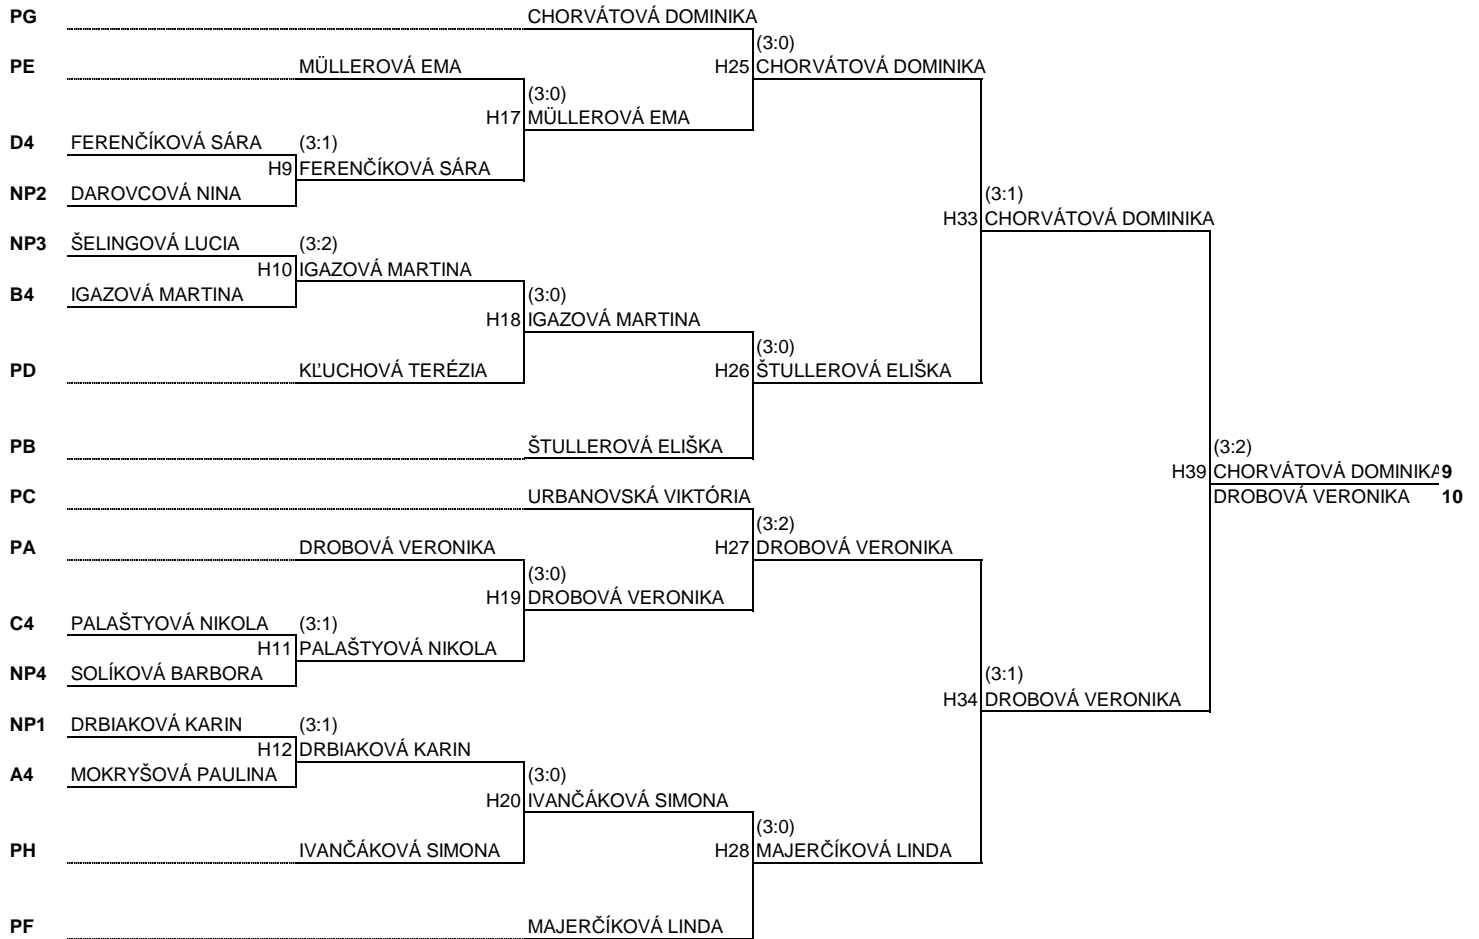 PG CHORVÁTOVÁ DOMINIKA
(3:0)
PE MÜLLEROVÁ EMA H25 CHORVÁTOVÁ DOMINIKA
(3:0)
H17 MÜLLEROVÁ EMA
D4 FERENČÍKOVÁ SÁRA (3:1)
H9 FERENČÍKOVÁ SÁRA
NP2 DAROVCOVÁ NINA (3:1)
H33 CHORVÁTOVÁ DOMINIKA
NP3 ŠELINGOVÁ LUCIA (3:2)
H10 IGAZOVÁ MARTINA
B4 IGAZOVÁ MARTINA (3:0)
H18 IGAZOVÁ MARTINA
(3:0)
PD KĽUCHOVÁ TERÉZIA H26 ŠTULLEROVÁ ELIŠKA
PB ŠTULLEROVÁ ELIŠKA (3:2)
H39 CHORVÁTOVÁ DOMINIKA 9
PC URBANOVSKÁ VIKTÓRIA DROBOVÁ VERONIKA 10
(3:2)
PA DROBOVÁ VERONIKA H27 DROBOVÁ VERONIKA
(3:0)
H19 DROBOVÁ VERONIKA
C4 PALAŠTYOVÁ NIKOLA (3:1)
H11 PALAŠTYOVÁ NIKOLA
NP4 SOLÍKOVÁ BARBORA (3:1)
H34 DROBOVÁ VERONIKA
NP1 DRBIAKOVÁ KARIN (3:1)
H12 DRBIAKOVÁ KARIN
A4 MOKRYŠOVÁ PAULINA (3:0)
H20 IVANČÁKOVÁ SIMONA
(3:0)
PH IVANČÁKOVÁ SIMONA H28 MAJERČÍKOVÁ LINDA
PF MAJERČÍKOVÁ LINDA